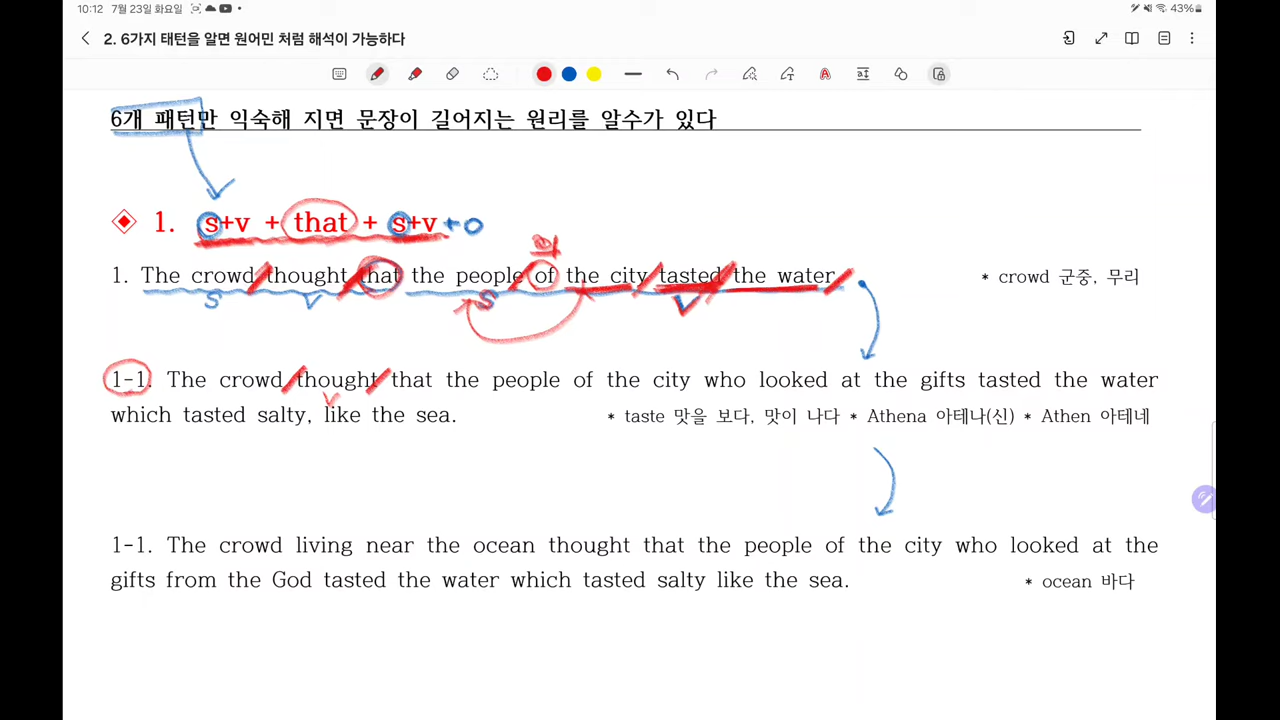 10:12 7월 23일 화요일 43%
2. 6가지 태턴을 알면 원어민 처럼 해석이 가능하다
6개 패턴만 익숙해 지면 문장이 길어지는 원리를 알수가 있다
1. s+v + that + s+v +o
의
1. The crowd thought that the people of the city tasted the water * crowd 군중, 무리
S V S V
1-1. The crowd thought that the people of the city who looked at the gifts tasted the water
V
which tasted salty, like the sea. * taste 맛을 보다, 맛이 나다 * Athena 아테나(신) * Athen 아테네
1-1. The crowd living near the ocean thought that the people of the city who looked at the
gifts from the God tasted the water which tasted salty like the sea. * ocean 바다